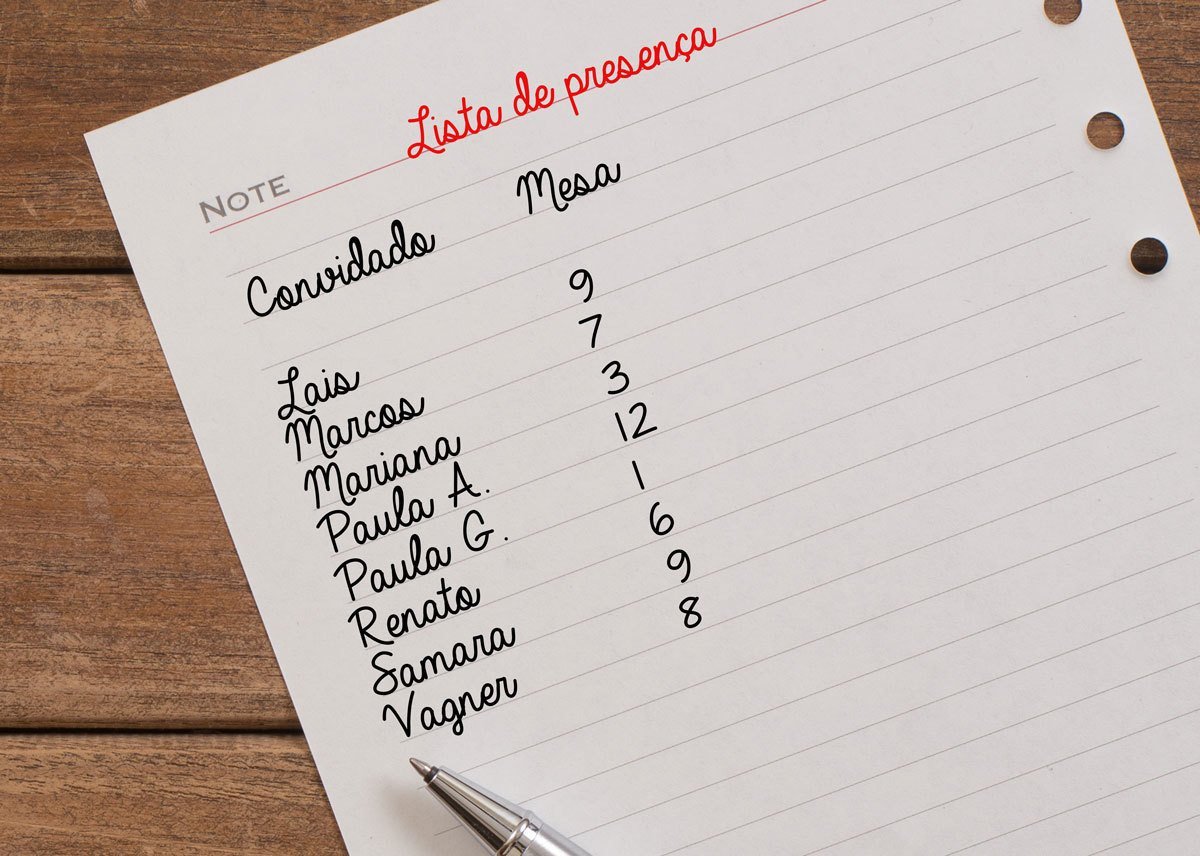 Lista de presença
NOTE
Convidado Mesa
Lais 9
Marcos 7
Mariana 3
Paula A. 12
Paula G. 1
Renato 6
Samara 9
Vagner 8